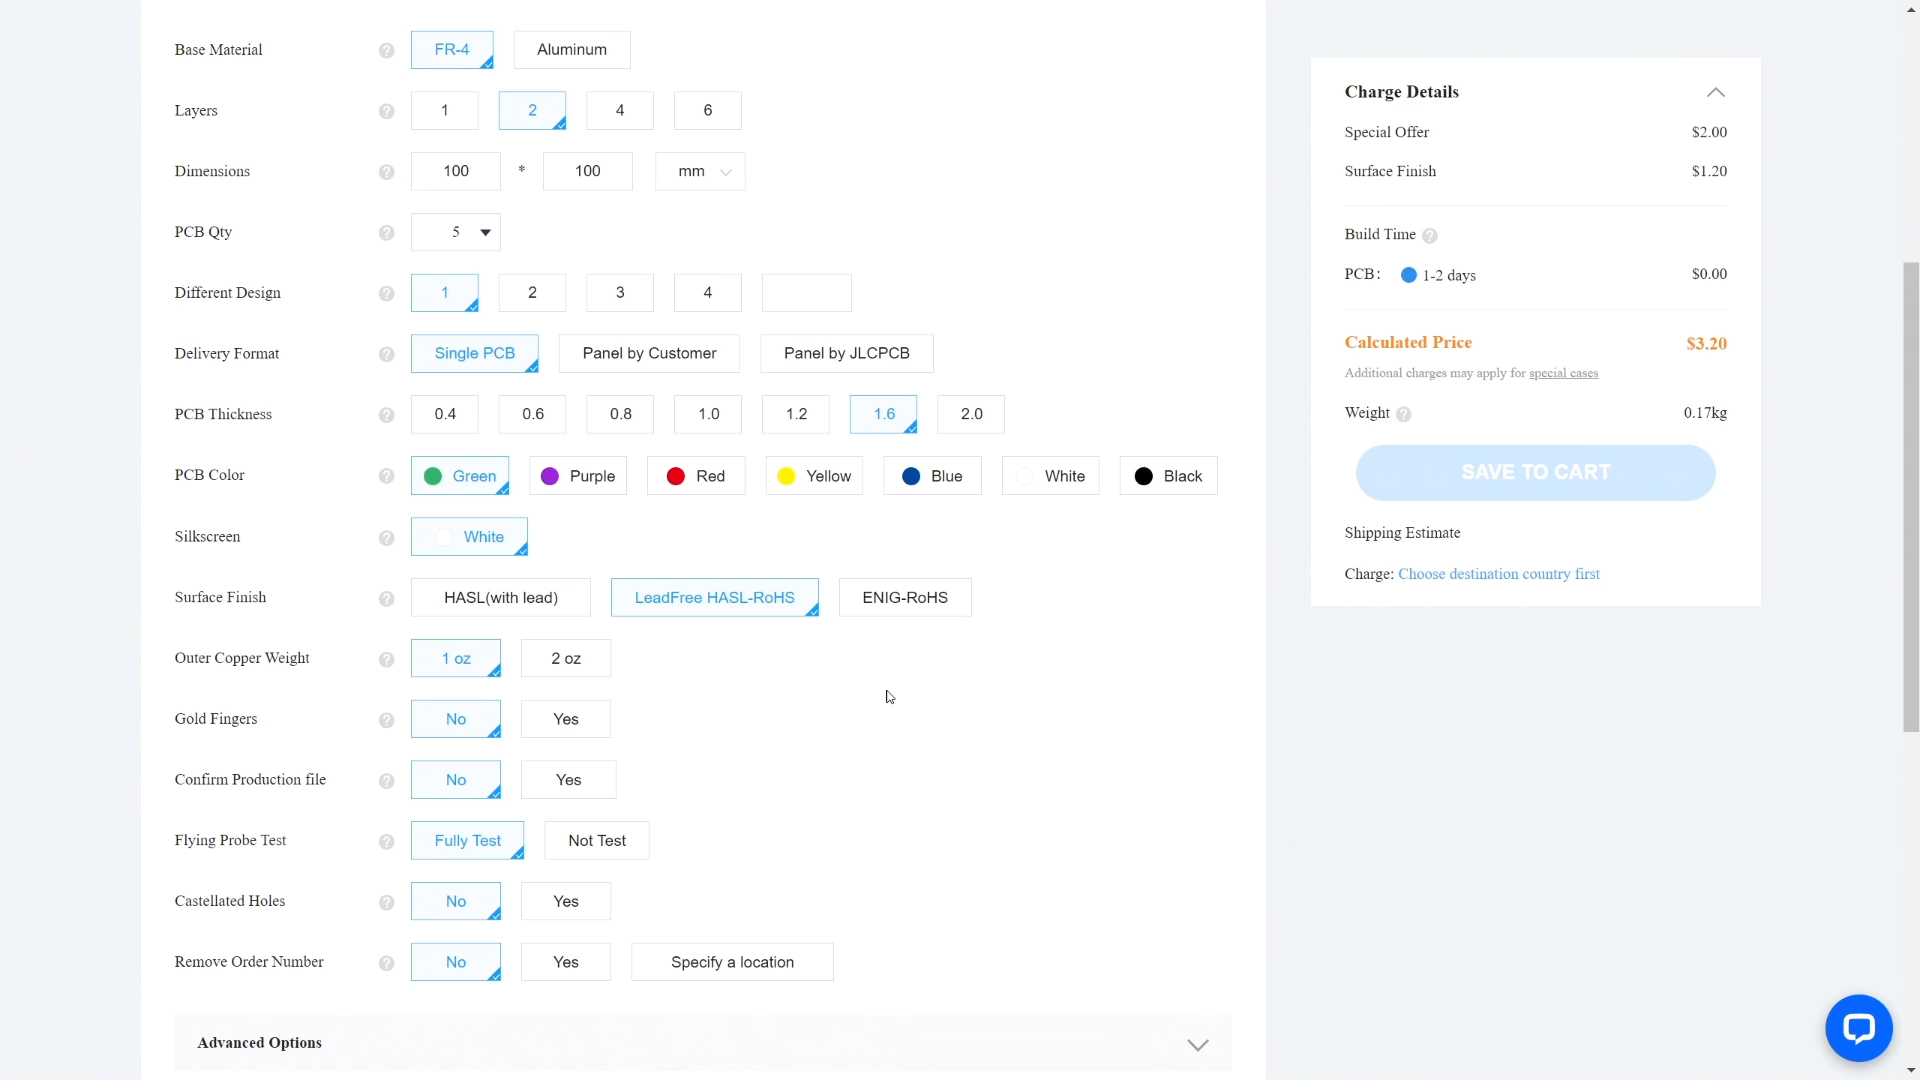 Base Material ? FR-4 Aluminum
Layers ? 1 2 4 6
Dimensions ? 100 * 100 mm
PCB Qty ? 5
Different Design ? 1 2 3 4
Delivery Format ? Single PCB Panel by Customer Panel by JLCPCB
PCB Thickness ? 0.4 0.6 0.8 1.0 1.2 1.6 2.0
PCB Color ? Green Purple Red Yellow Blue White Black
Silkscreen ? White
Surface Finish ? HASL(with lead) LeadFree HASL-RoHS ENIG-RoHS
Outer Copper Weight ? 1 oz 2 oz
Gold Fingers ? No Yes
Confirm Production file ? No Yes
Flying Probe Test ? Fully Test Not Test
Castellated Holes ? No Yes
Remove Order Number ? No Yes Specify a location
Advanced Options
Charge Details
Special Offer $2.00
Surface Finish $1.20
Build Time ?
PCB: 1-2 days $0.00
Calculated Price $3.20
Additional charges may apply for special cases
Weight ? 0.17kg
SAVE TO CART
Shipping Estimate
Charge: Choose destination country first